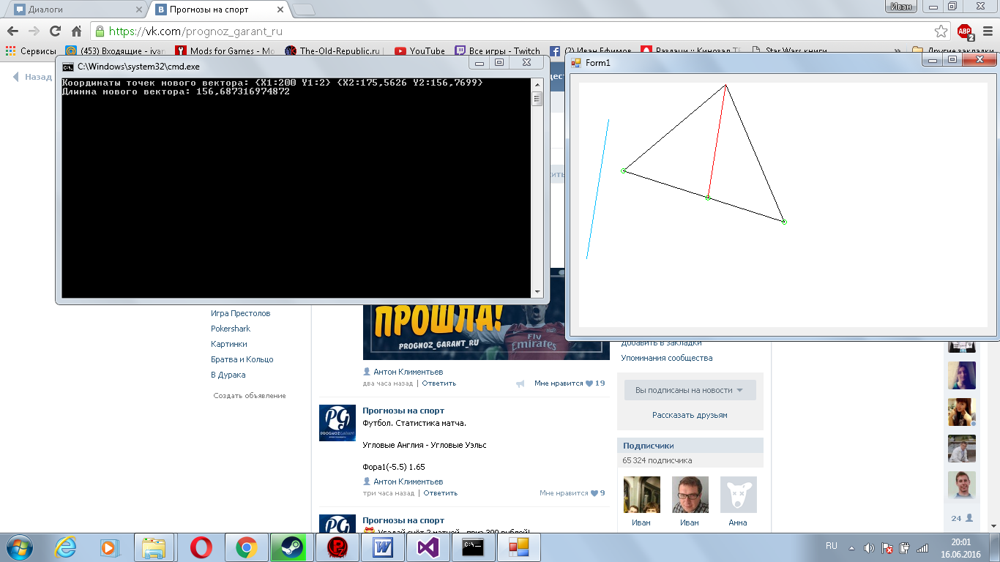 Диалоги
Прогнозы на спорт
Иван
https://vk.com/prognoz_garant_ru
ABP
2
Сервисы
(453) Входящие - ivan
Mods for Games - Mo
The-Old-Republic.ru
YouTube
Все игры - Twitch
(1) Иван Ефимов
Раздачи :: Кинозал
Star Wars книги
»
Другие закладки
Назад
C:\Windows\system32\cmd.exe
Координаты точек нового вектора: {X1:200 Y1:2} {X2:175,5626 Y2:156,7699}
Длинна нового вектора: 156,687316974872
Form1
Игра Престолов
Pokershark
Картинки
Братва и Кольцо
В Дурака
Создать объявление
ПРОШЛА!
Fly Emirates
PROGNOZ_GARANT_RU
Антон Климентьев
два часа назад | Ответить
Мне нравится 19
Прогнозы на спорт
Футбол. Статистика матча.
Угловые Англия - Угловые Уэльс
Фора1(-5.5) 1.65
Антон Климентьев
три часа назад | Ответить
Мне нравится 9
Прогнозы на спорт
Угадай счёт 2 матчей - приз 300 рублей!
PG
PROGNOZGARANT
Добавить в закладки
Упоминания сообщества
Вы подписаны на новости
Рассказать друзьям
Подписчики
65 324 подписчика
Иван
Иван
Анна
24
RU
20:01
16.06.2016